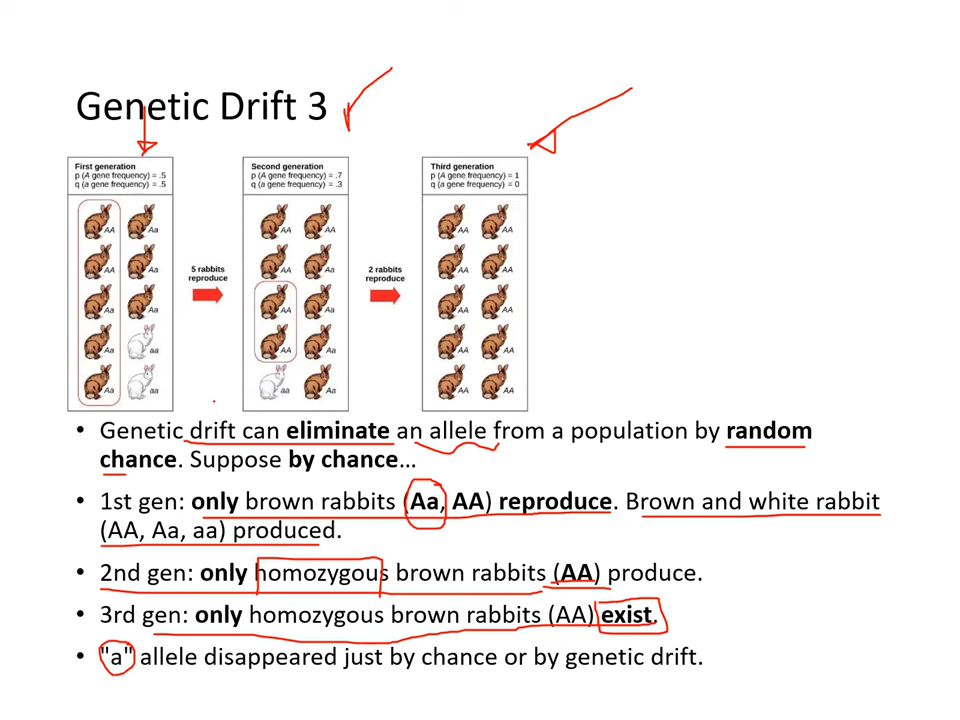 Genetic Drift 3
First generation
p (A gene frequency) = .5
q (a gene frequency) = .5
AA Aa
AA Aa
Aa Aa
Aa aa
Aa aa
5 rabbits
reproduce
Second generation
p (A gene frequency) = .7
q (a gene frequency) = .3
AA AA
AA Aa
AA Aa
AA Aa
aa Aa
2 rabbits
reproduce
Third generation
p (A gene frequency) = 1
q (a gene frequency) = 0
AA AA
AA AA
AA AA
AA AA
AA AA
• Genetic drift can eliminate an allele from a population by random
chance. Suppose by chance…
• 1st gen: only brown rabbits (Aa, AA) reproduce. Brown and white rabbit
(AA, Aa, aa) produced.
• 2nd gen: only homozygous brown rabbits (AA) produce.
• 3rd gen: only homozygous brown rabbits (AA) exist.
• "a" allele disappeared just by chance or by genetic drift.